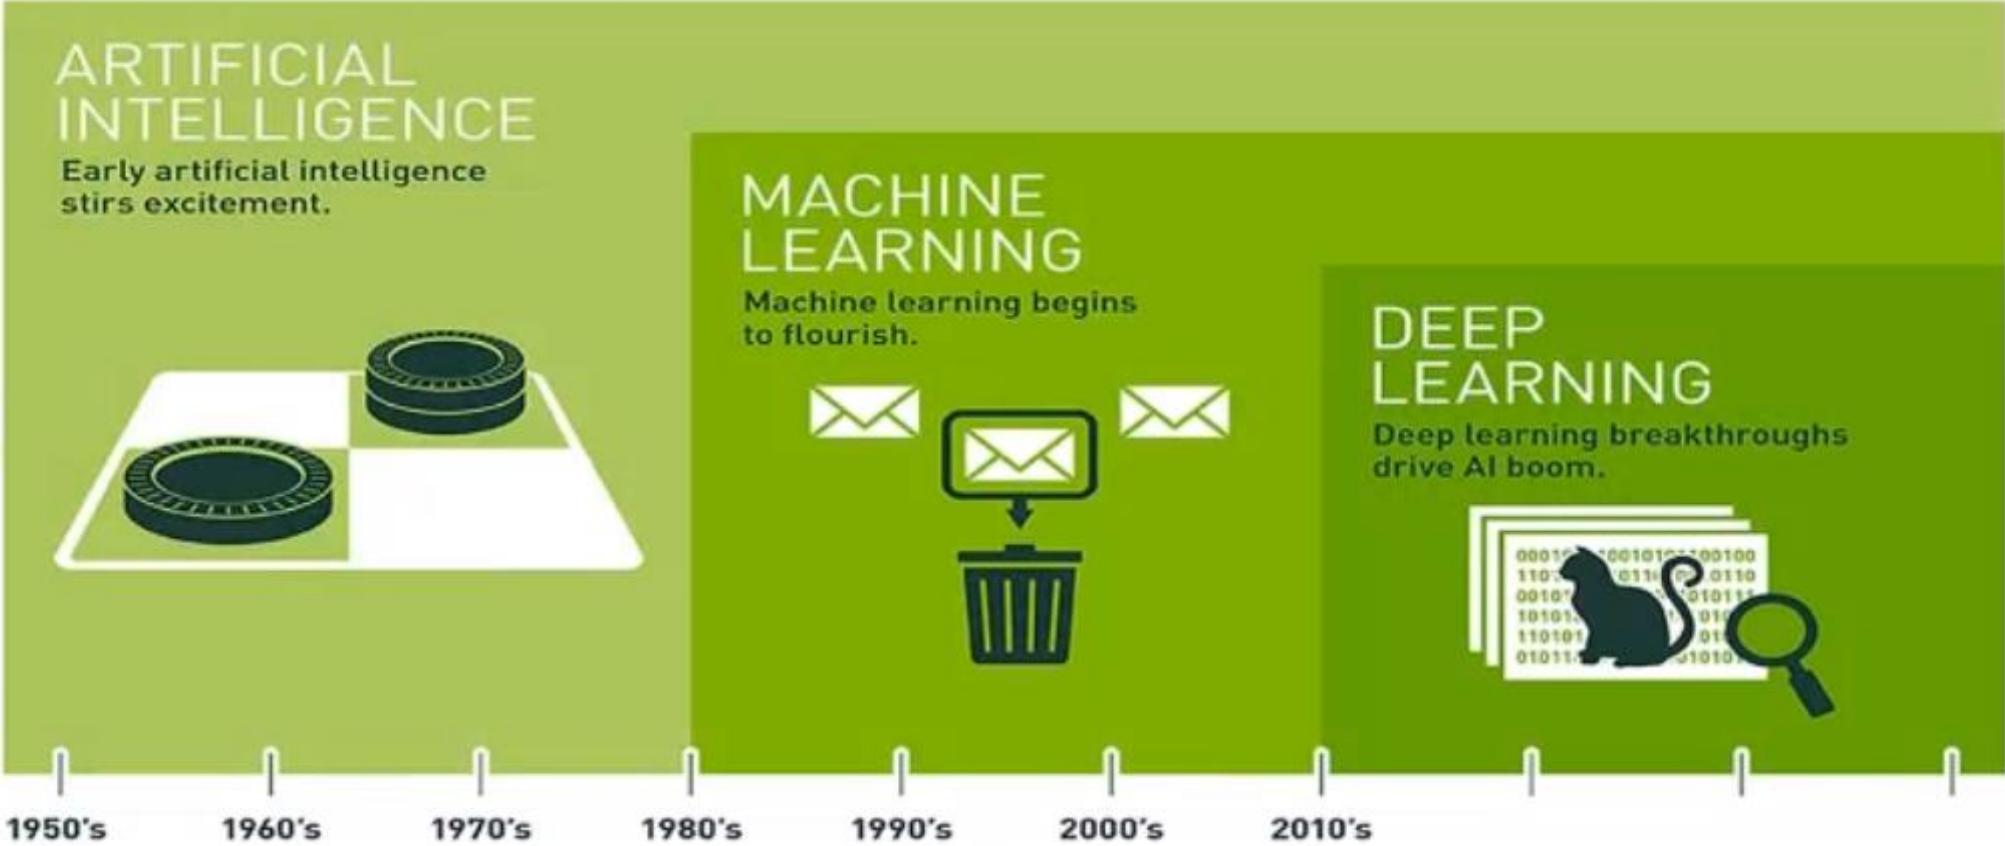 ARTIFICIAL
INTELLIGENCE
Early artificial intelligence
stirs excitement.
MACHINE
LEARNING
Machine learning begins
to flourish.
DEEP
LEARNING
Deep learning breakthroughs
drive AI boom.
1950's 1960's 1970's 1980's 1990's 2000's 2010's